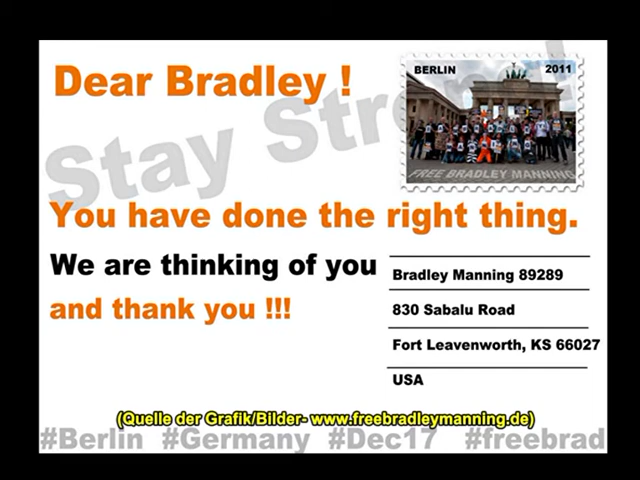 Dear Bradley !
Stay Strong!
BERLIN 2011
FREE BRADLEY MANNING
You have done the right thing.
We are thinking of you
and thank you !!!
Bradley Manning 89289
830 Sabalu Road
Fort Leavenworth, KS 66027
USA
(Quelle der Grafik/Bilder- www.freebradleymanning.de)
#Berlin #Germany #Dec17 #freebrad